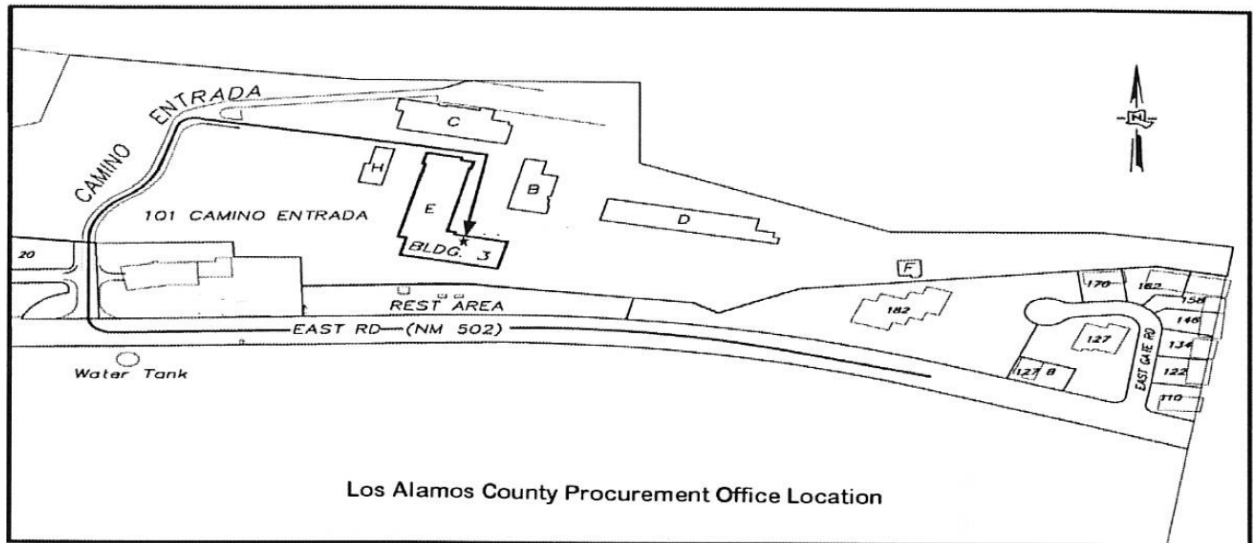 N
CAMINO ENTRADA
C
H
B
E
D
101 CAMINO ENTRADA
BLDG. 3
20
F
REST AREA
170
162
158
182
146
127
134
EAST RD (NM 502)
EAST GATE RD
Water Tank
127 B
122
110
Los Alamos County Procurement Office Location